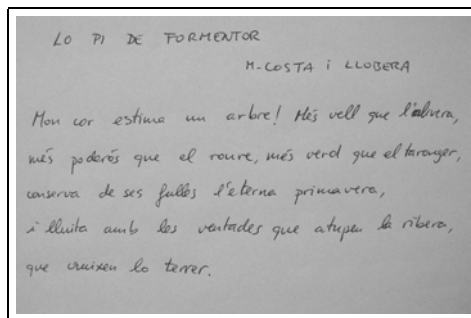 LO PI DE FORMENTOR
M. COSTA i LLOBERA
Mon cor estima un arbre! Més vell que l'olivera,
més poderós que el roure, més verd que el taronger,
conserva de ses fulles l'eterna primavera,
i lluita amb les ventades que atupen la ribera,
que cruixen lo terrer.